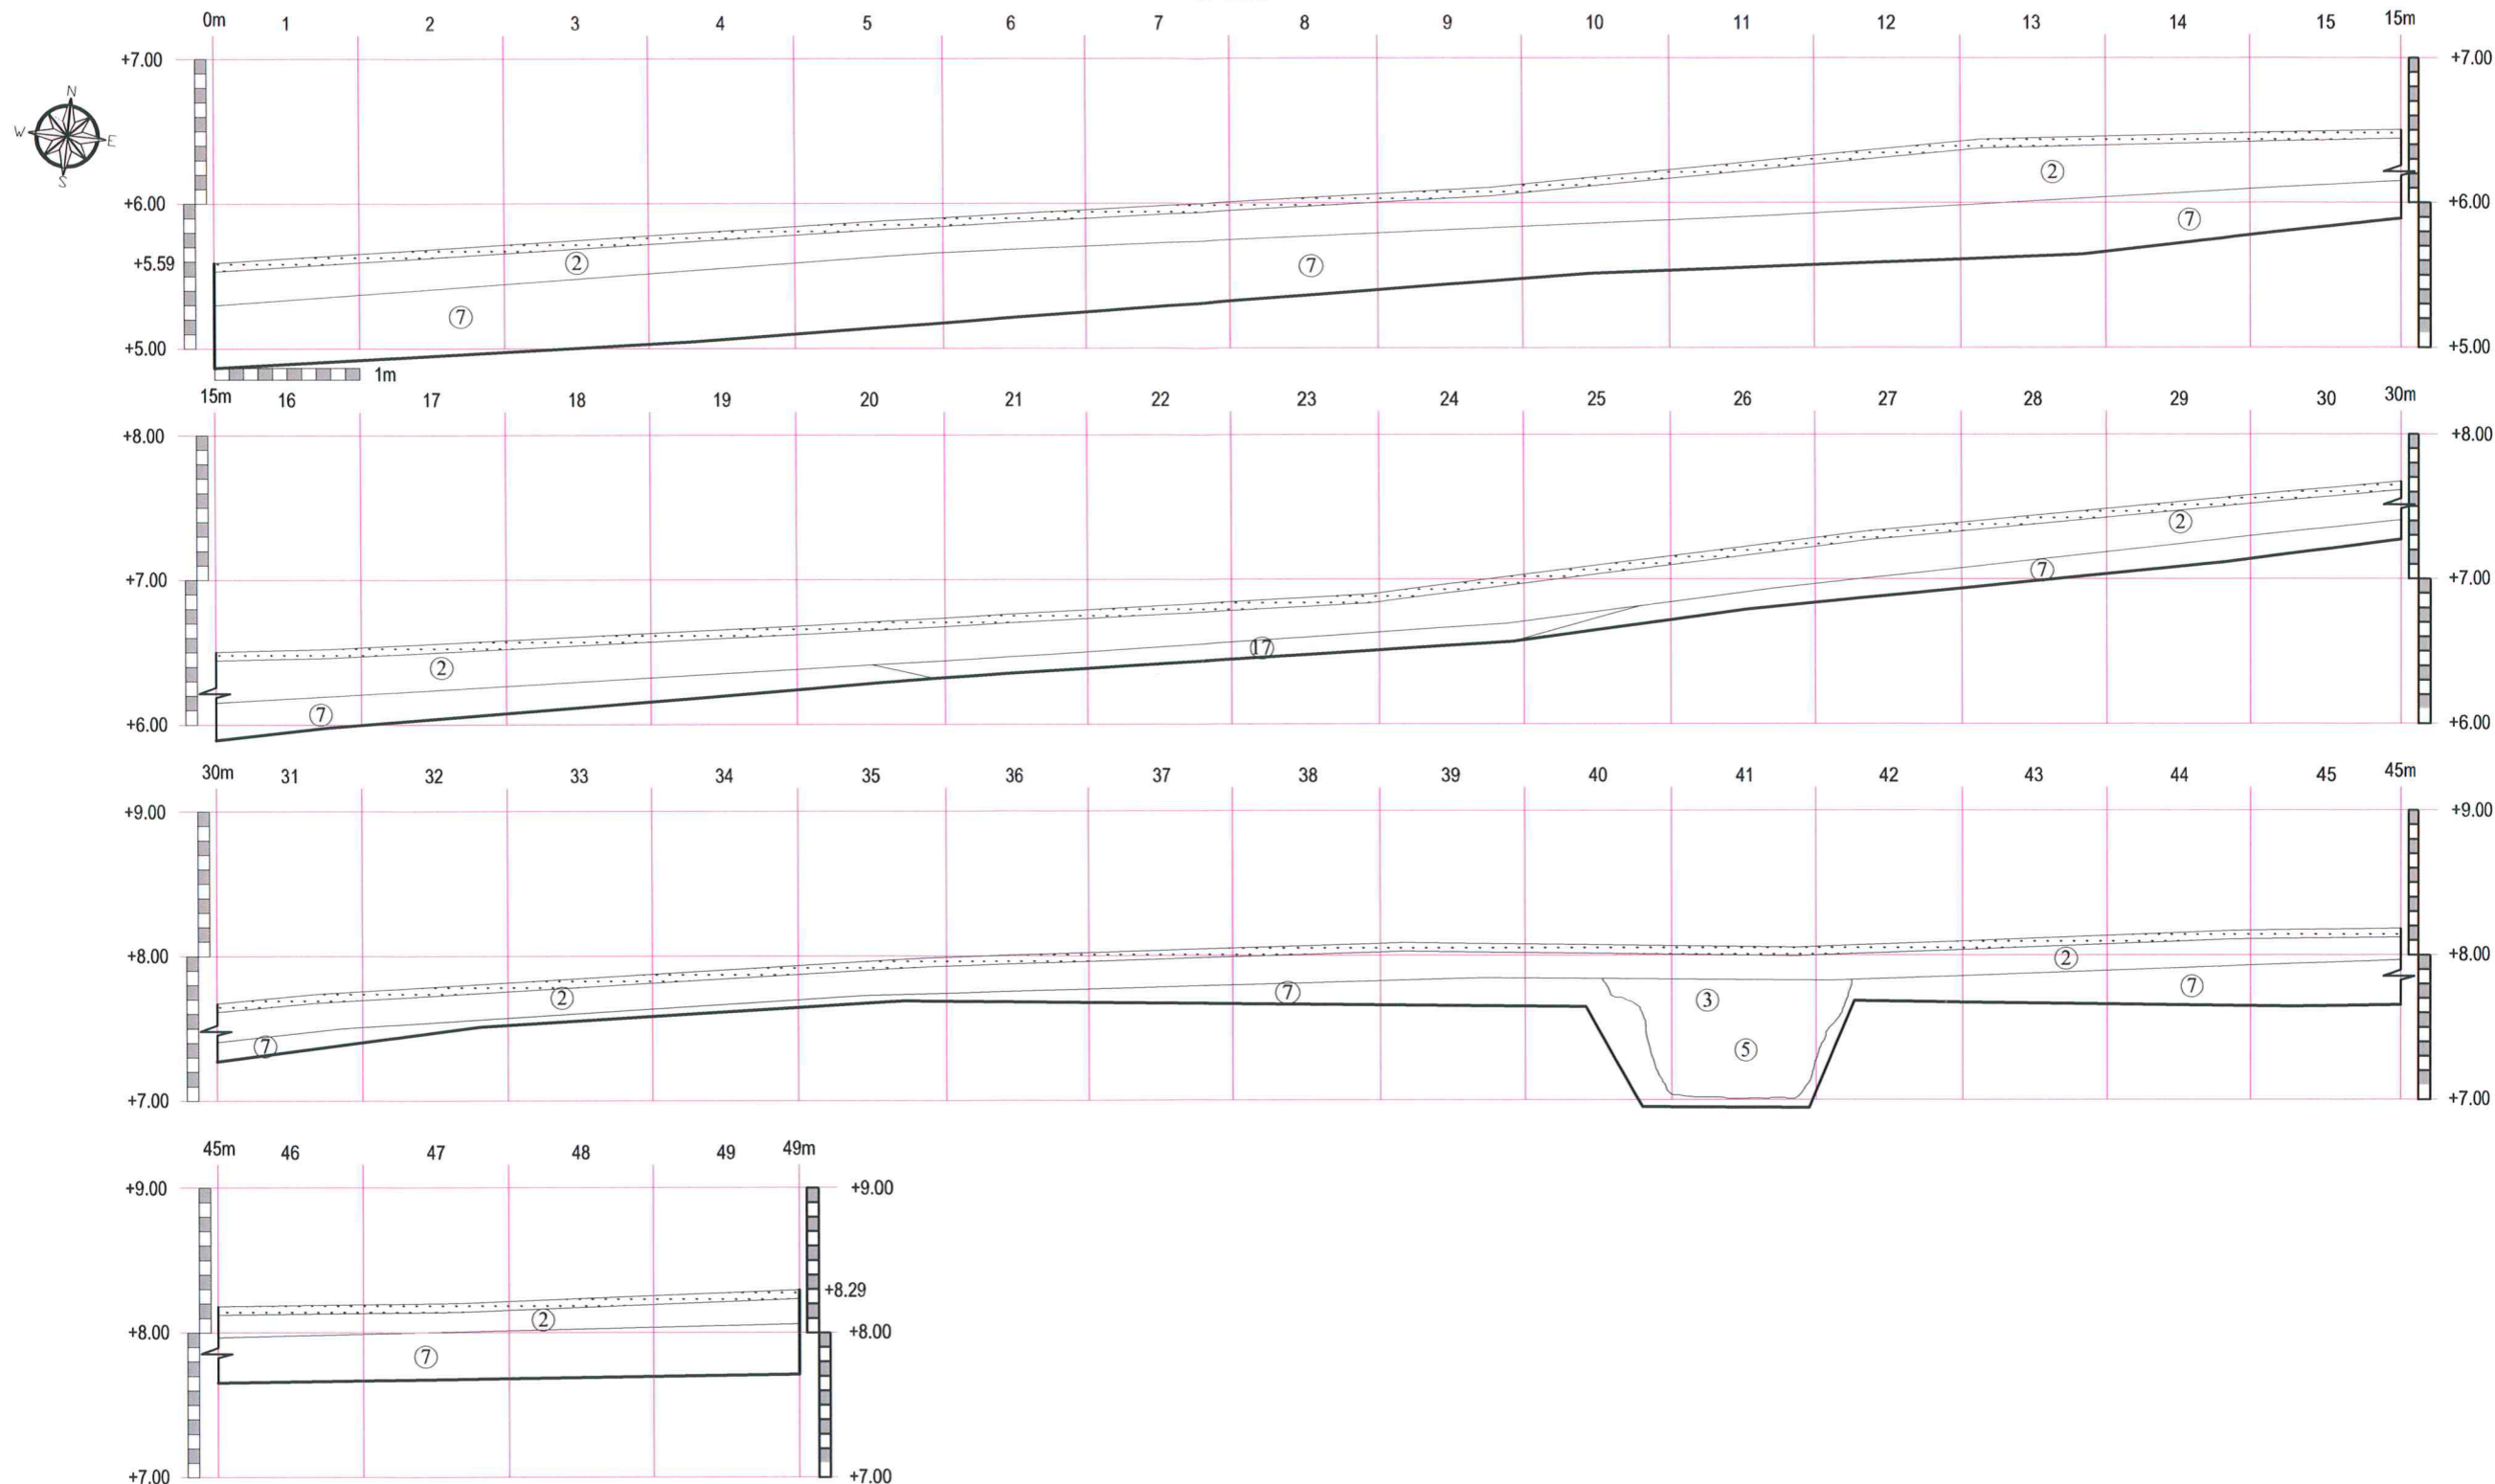 0m 1 2 3 4 5 6 7 8 9 10 11 12 13 14 15 15m
+7.00 +7.00
N
W E
S
②
+6.00 +6.00
⑦
+5.59 ② ⑦
⑦
+5.00 +5.00
1m
15m 16 17 18 19 20 21 22 23 24 25 26 27 28 29 30 30m
+8.00 +8.00
②
⑦
+7.00 +7.00
⑰
②
⑦
+6.00 +6.00
30m 31 32 33 34 35 36 37 38 39 40 41 42 43 44 45 45m
+9.00 +9.00
+8.00 ② +8.00
② ⑦ ③ ⑦
⑦ ⑤
+7.00 +7.00
45m 46 47 48 49 49m
+9.00 +9.00
+8.29
②
+8.00 +8.00
⑦
+7.00 +7.00